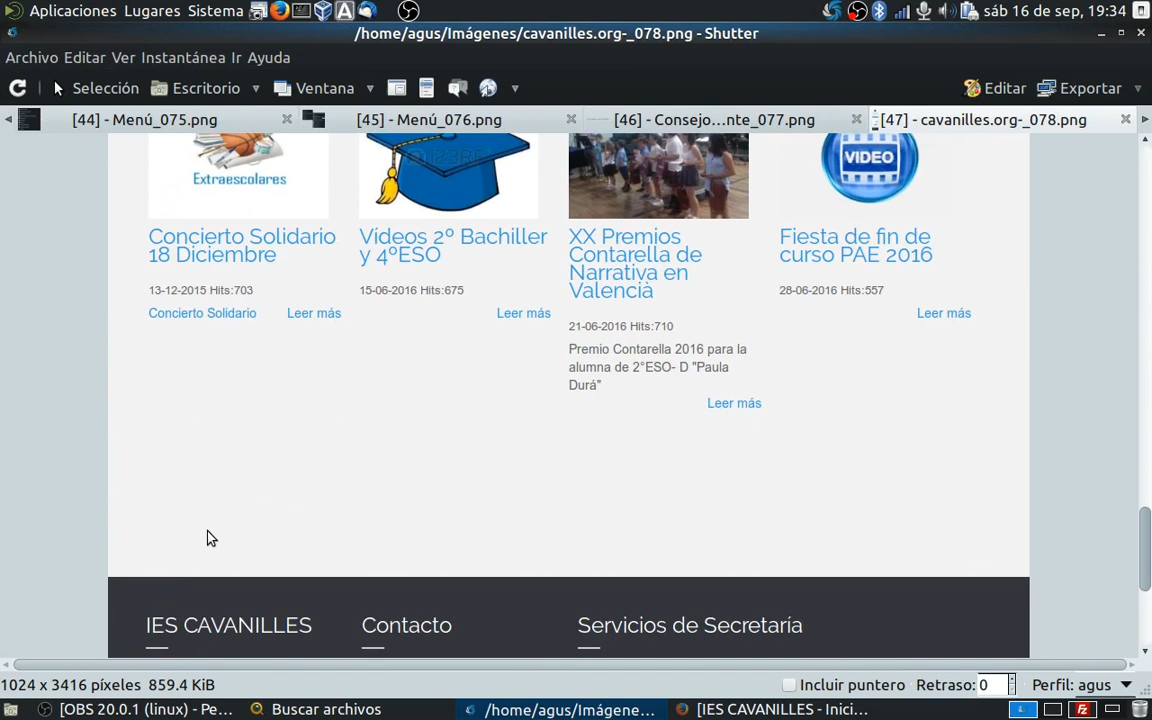 Aplicaciones Lugares Sistema
sáb 16 de sep, 19:34
/home/agus/Imágenes/cavanilles.org-_078.png - Shutter
Archivo Editar Ver Instantánea Ir Ayuda
Selección Escritorio Ventana Editar Exportar
[44] - Menú_075.png [45] - Menú_076.png [46] - Consejo...nte_077.png [47] - cavanilles.org-_078.png
Extraescolares
VIDEO
Concierto Solidario
18 Diciembre
13-12-2015 Hits:703
Concierto Solidario Leer más
Vídeos 2º Bachiller
y 4ºESO
15-06-2016 Hits:675
Leer más
XX Premios
Contarella de
Narrativa en
Valencià
21-06-2016 Hits:710
Premio Contarella 2016 para la
alumna de 2°ESO- D "Paula
Durá"
Leer más
Fiesta de fin de
curso PAE 2016
28-06-2016 Hits:557
Leer más
IES CAVANILLES Contacto Servicios de Secretaría
1024 x 3416 píxeles 859.4 KiB Incluir puntero Retraso: 0 Perfil: agus
[OBS 20.0.1 (linux) - Pe... Buscar archivos /home/agus/Imágene... [IES CAVANILLES - Inici...